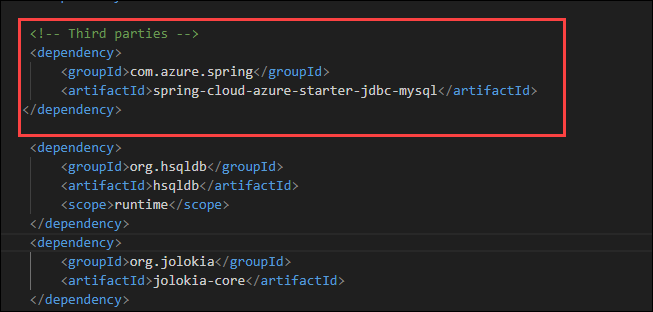 <!-- Third parties -->
<dependency>
<groupId>com.azure.spring</groupId>
<artifactId>spring-cloud-azure-starter-jdbc-mysql</artifactId>
</dependency>
<dependency>
<groupId>org.hsqldb</groupId>
<artifactId>hsqldb</artifactId>
<scope>runtime</scope>
</dependency>
<dependency>
<groupId>org.jolokia</groupId>
<artifactId>jolokia-core</artifactId>
</dependency>